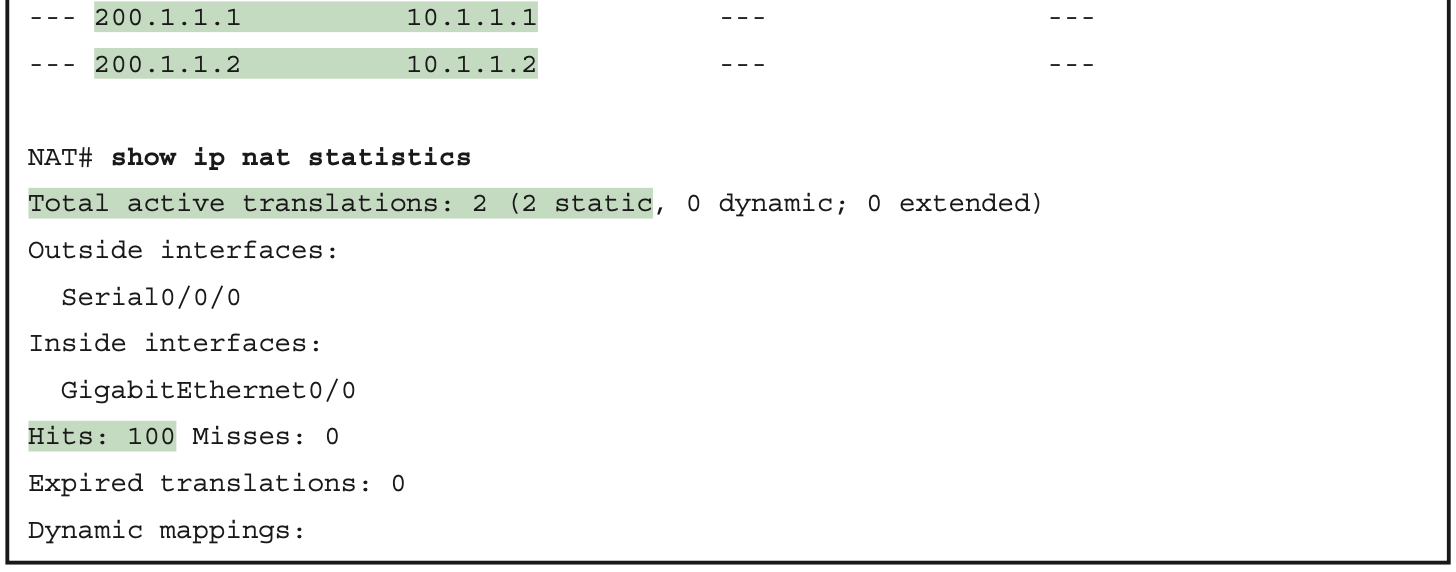 --- 200.1.1.1          10.1.1.1           ---                 ---
--- 200.1.1.2          10.1.1.2           ---                 ---
NAT# show ip nat statistics
Total active translations: 2 (2 static, 0 dynamic; 0 extended)
Outside interfaces:
  Serial0/0/0
Inside interfaces:
  GigabitEthernet0/0
Hits: 100 Misses: 0
Expired translations: 0
Dynamic mappings: